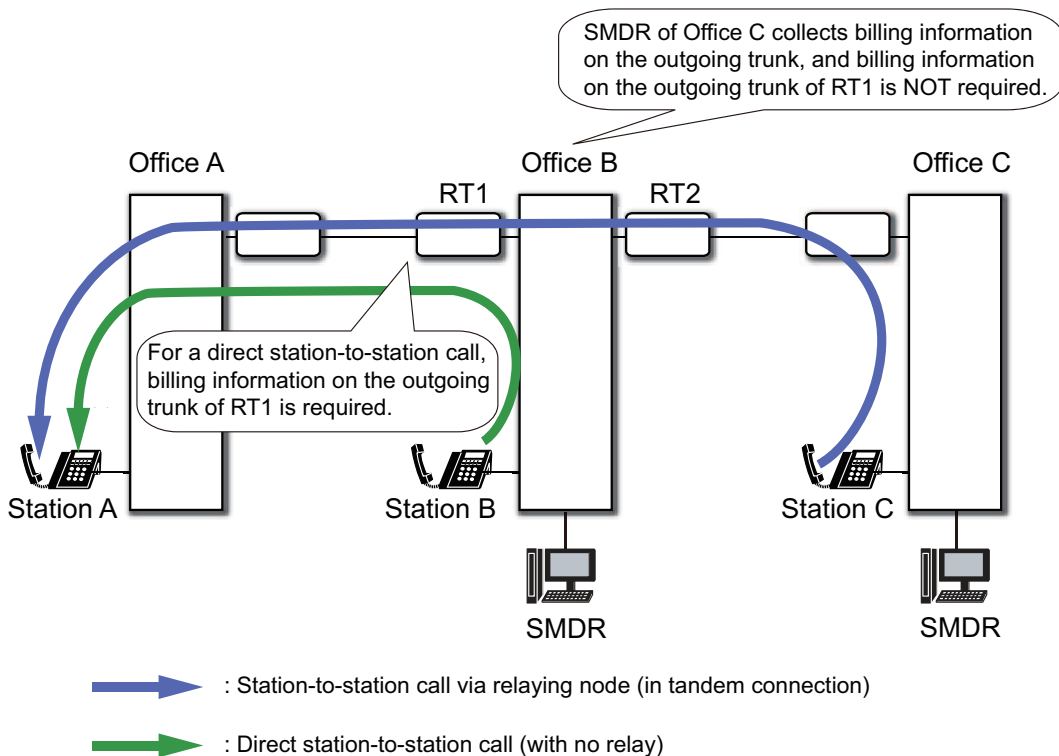 SMDR of Office C collects billing information
on the outgoing trunk, and billing information
on the outgoing trunk of RT1 is NOT required.
Office A
Office B
Office C
RT1
RT2
For a direct station-to-station call,
billing information on the outgoing
trunk of RT1 is required.
Station A
Station B
Station C
SMDR
SMDR
: Station-to-station call via relaying node (in tandem connection)
: Direct station-to-station call (with no relay)